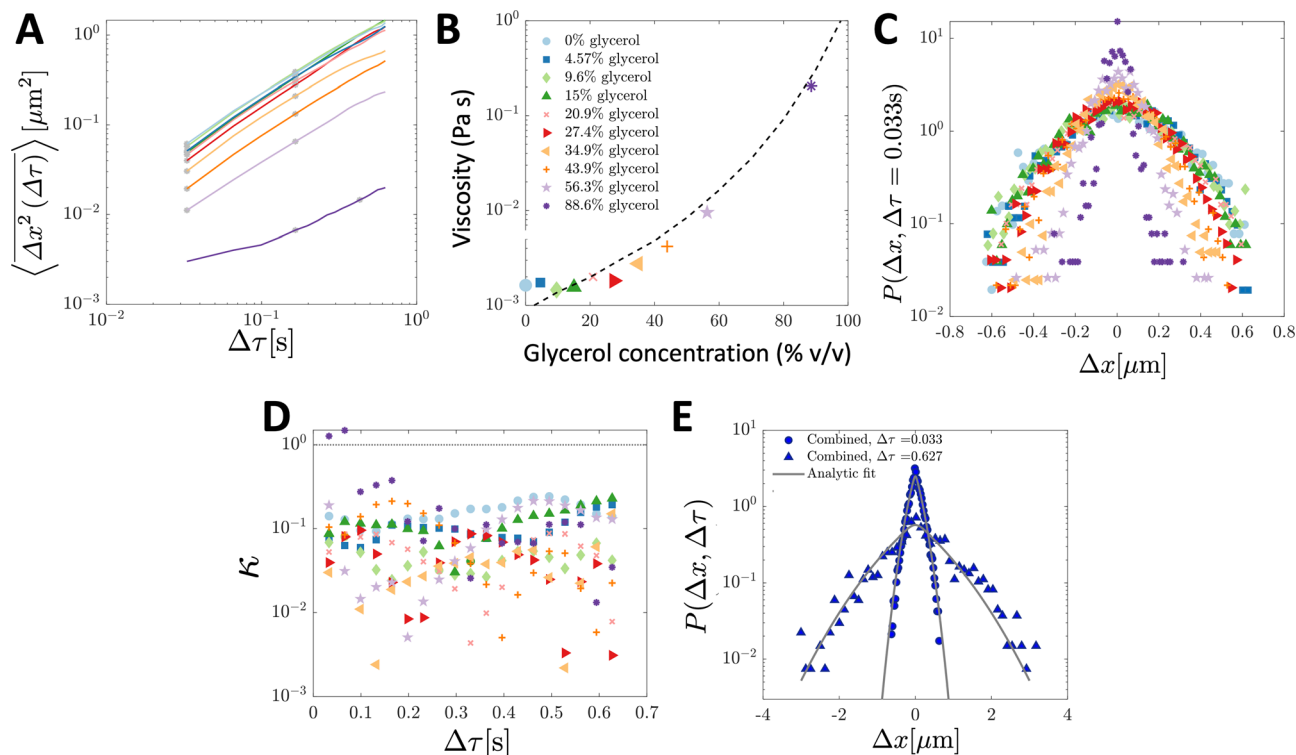 A
⟨Δx² (Δτ)⟩ [μm²]
10⁰
10⁻¹
10⁻²
10⁻³
10⁻² 10⁻¹ 10⁰
Δτ[s]
B
Viscosity (Pa s)
10⁰
10⁻¹
10⁻²
10⁻³
0% glycerol
4.57% glycerol
9.6% glycerol
15% glycerol
20.9% glycerol
27.4% glycerol
34.9% glycerol
43.9% glycerol
56.3% glycerol
88.6% glycerol
0 20 40 60 80 100
Glycerol concentration (% v/v)
C
P(Δx, Δτ = 0.033s)
10¹
10⁰
10⁻¹
10⁻²
-0.8 -0.6 -0.4 -0.2 0 0.2 0.4 0.6 0.8
Δx[μm]
D
κ
10⁰
10⁻¹
10⁻²
10⁻³
0 0.1 0.2 0.3 0.4 0.5 0.6 0.7
Δτ[s]
E
P(Δx, Δτ)
10¹
10⁰
10⁻¹
10⁻²
Combined, Δτ =0.033
Combined, Δτ =0.627
Analytic fit
-4 -2 0 2 4
Δx[μm]